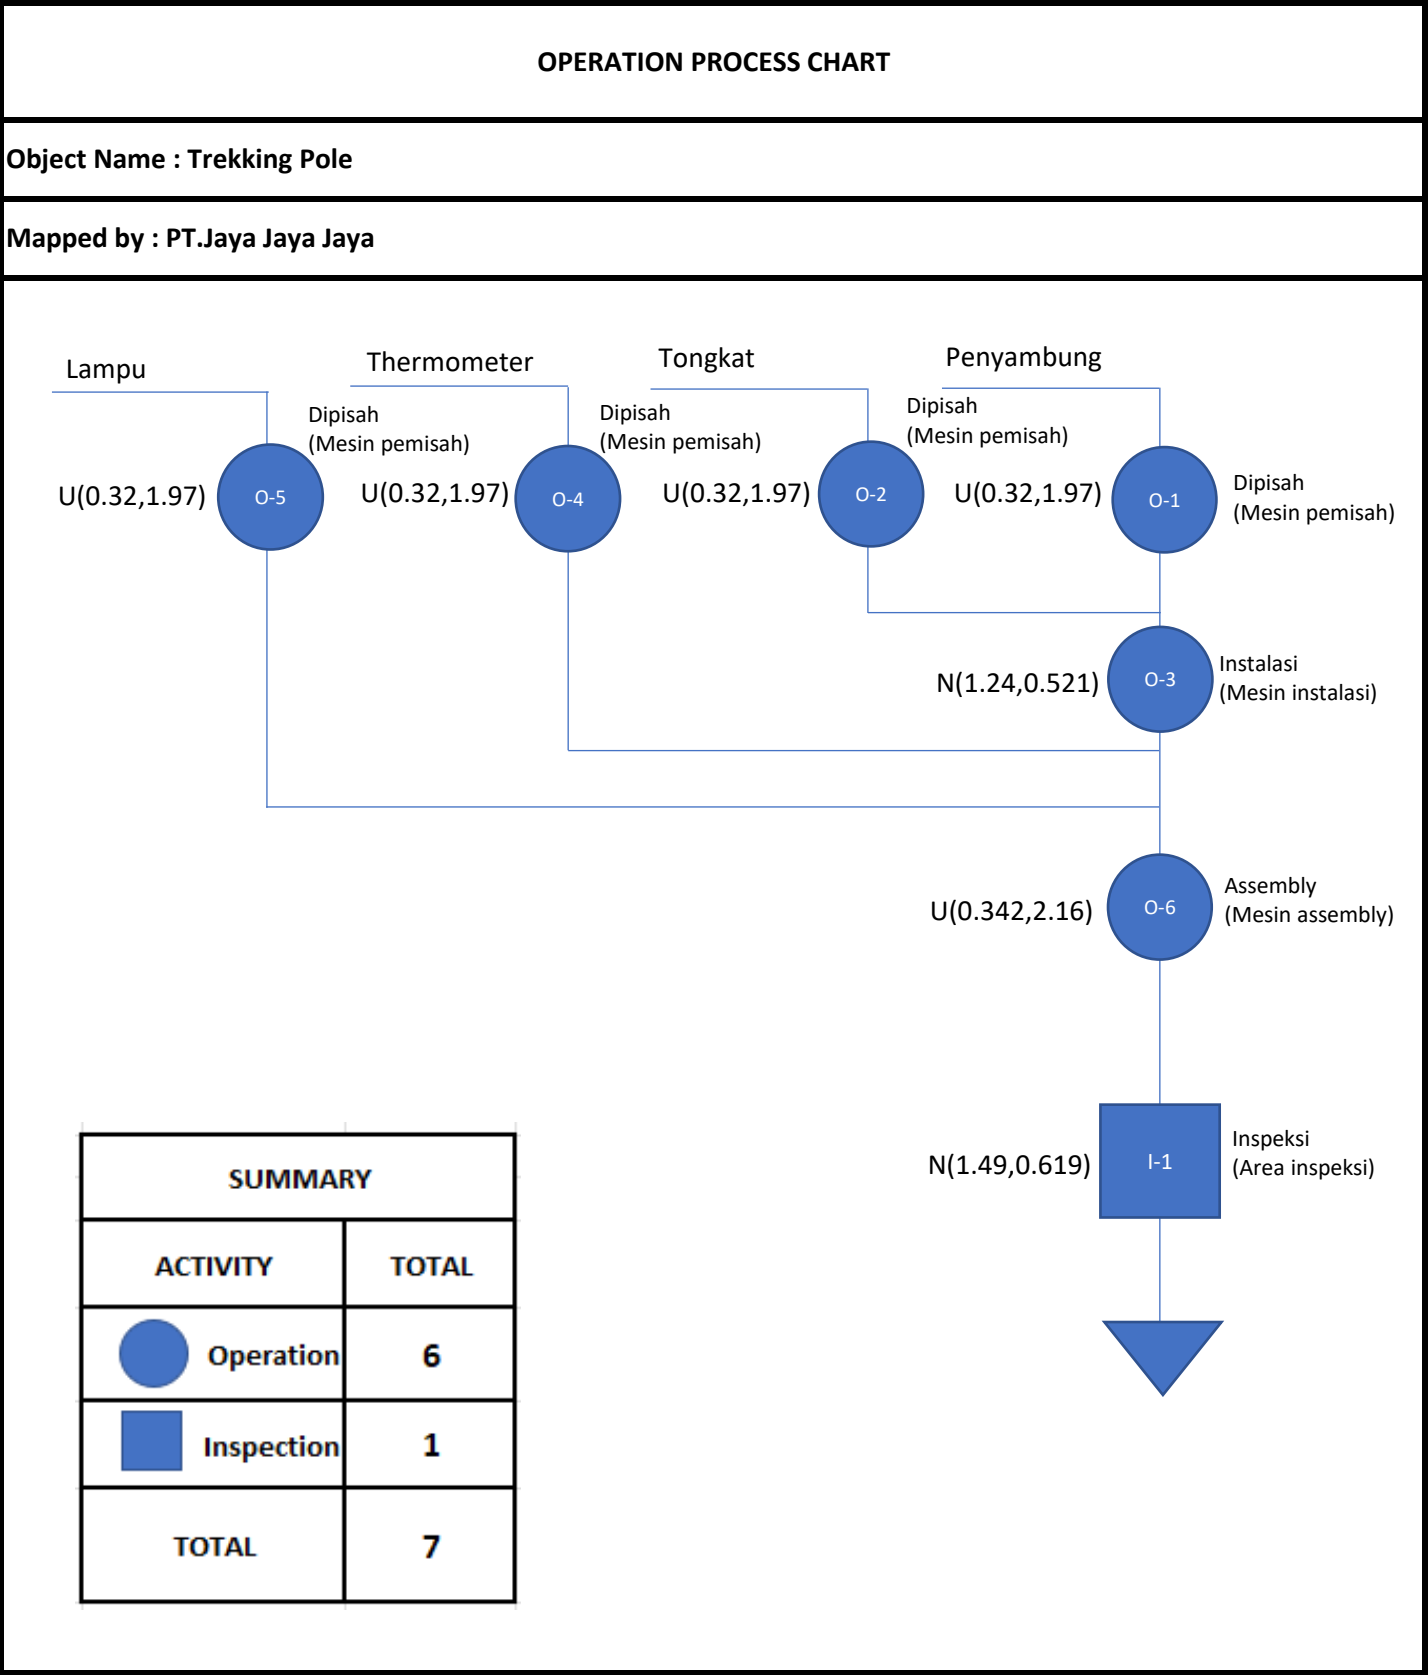 OPERATION PROCESS CHART
Object Name : Trekking Pole
Mapped by : PT.Jaya Jaya Jaya
Lampu
Thermometer
Tongkat
Penyambung
Dipisah
(Mesin pemisah)
Dipisah
(Mesin pemisah)
Dipisah
(Mesin pemisah)
U(0.32,1.97)
O-5
U(0.32,1.97)
O-4
U(0.32,1.97)
O-2
U(0.32,1.97)
O-1
Dipisah
(Mesin pemisah)
N(1.24,0.521)
O-3
Instalasi
(Mesin instalasi)
U(0.342,2.16)
O-6
Assembly
(Mesin assembly)
N(1.49,0.619)
I-1
Inspeksi
(Area inspeksi)
SUMMARY
ACTIVITY TOTAL
Operation 6
Inspection 1
TOTAL 7